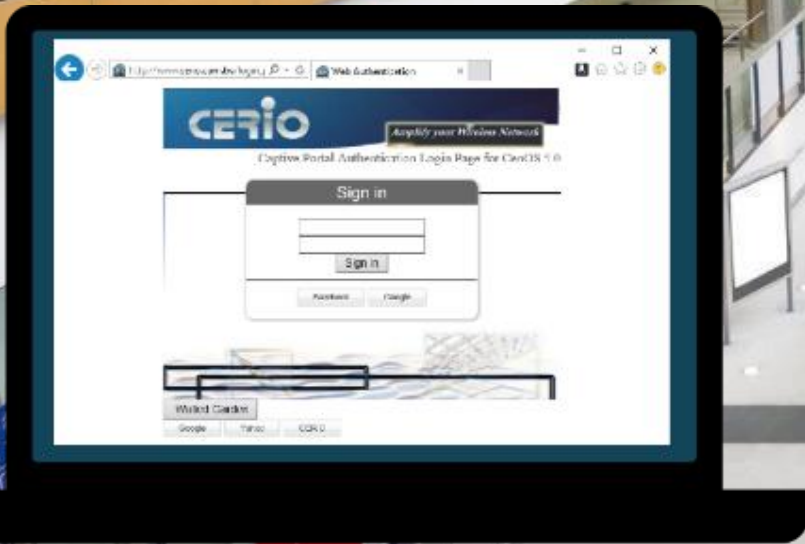 Web Authentication
CERIO
Amplify your Wireless Network
Captive Portal Authentication Login Page for CenOS 5.0
Sign in
Sign in
Facebook Google
Walled Garden
Google Yahoo CERIO